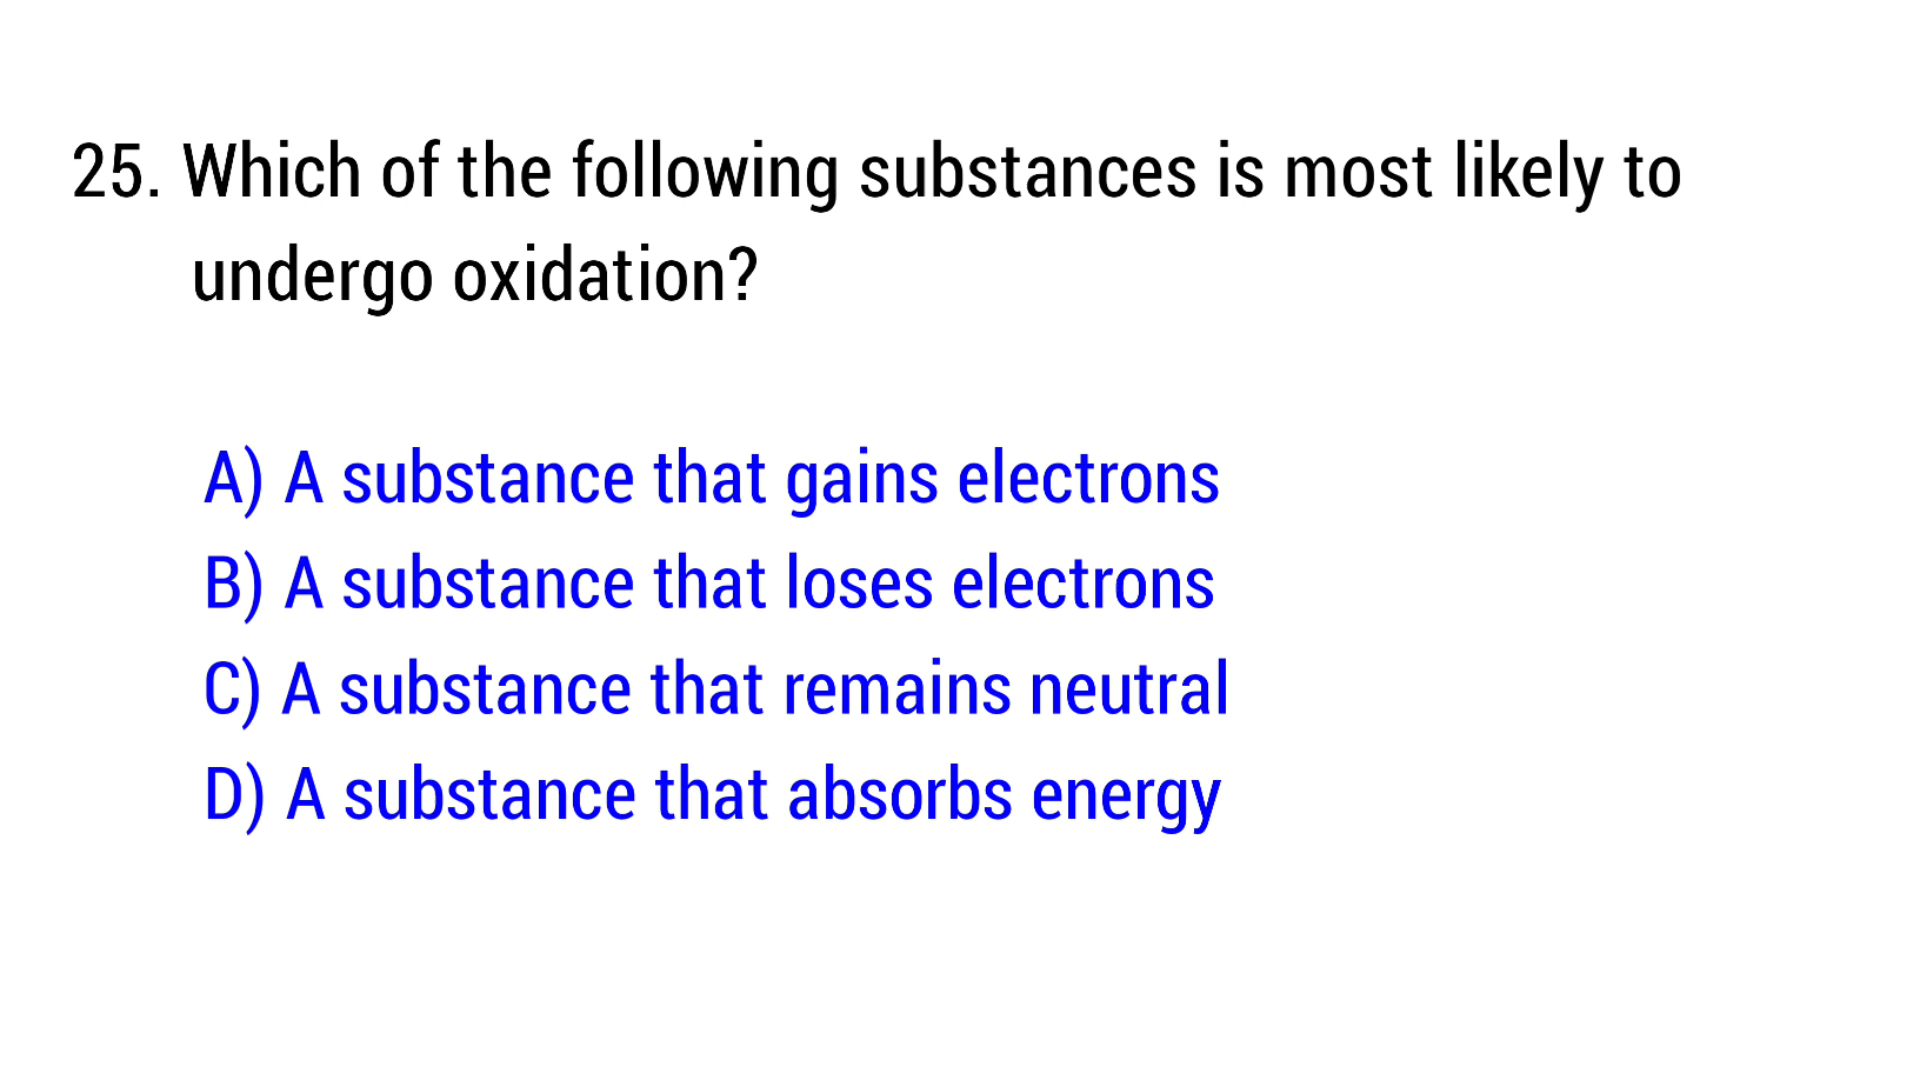 25. Which of the following substances is most likely to
undergo oxidation?
A) A substance that gains electrons
B) A substance that loses electrons
C) A substance that remains neutral
D) A substance that absorbs energy